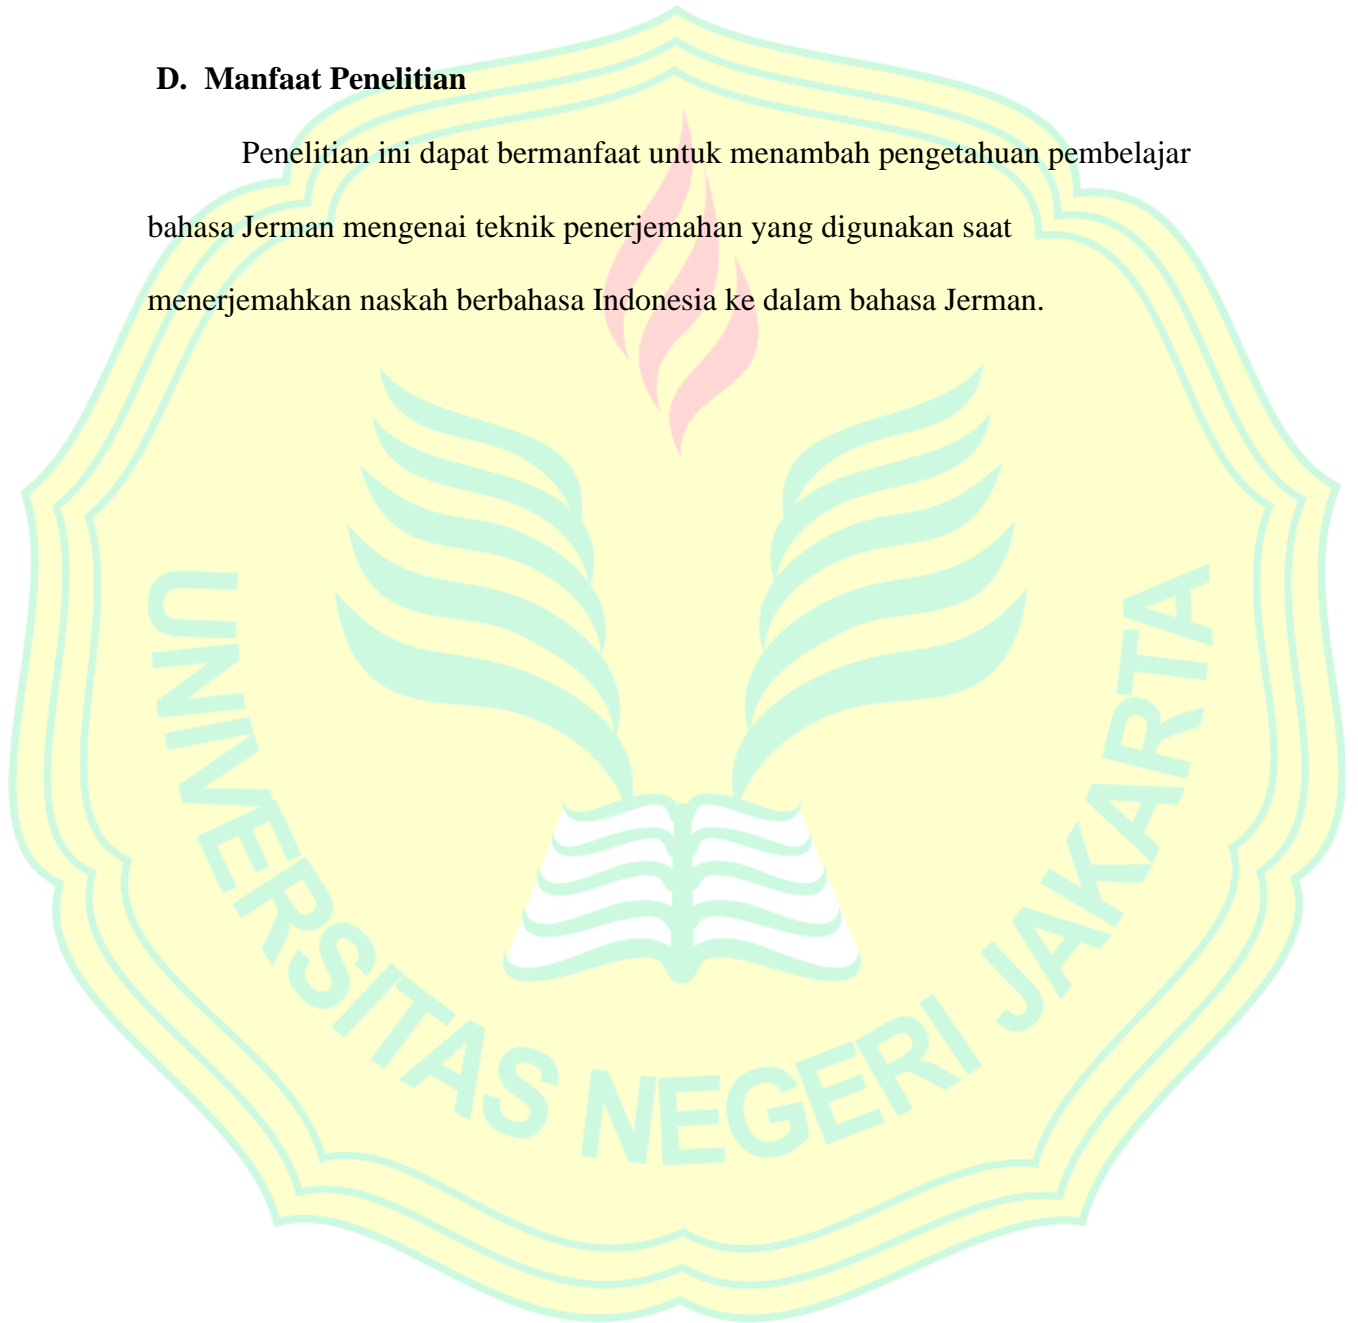 D. Manfaat Penelitian
Penelitian ini dapat bermanfaat untuk menambah pengetahuan pembelajar
bahasa Jerman mengenai teknik penerjemahan yang digunakan saat
menerjemahkan naskah berbahasa Indonesia ke dalam bahasa Jerman.
UNIVERSITAS NEGERI JAKARTA